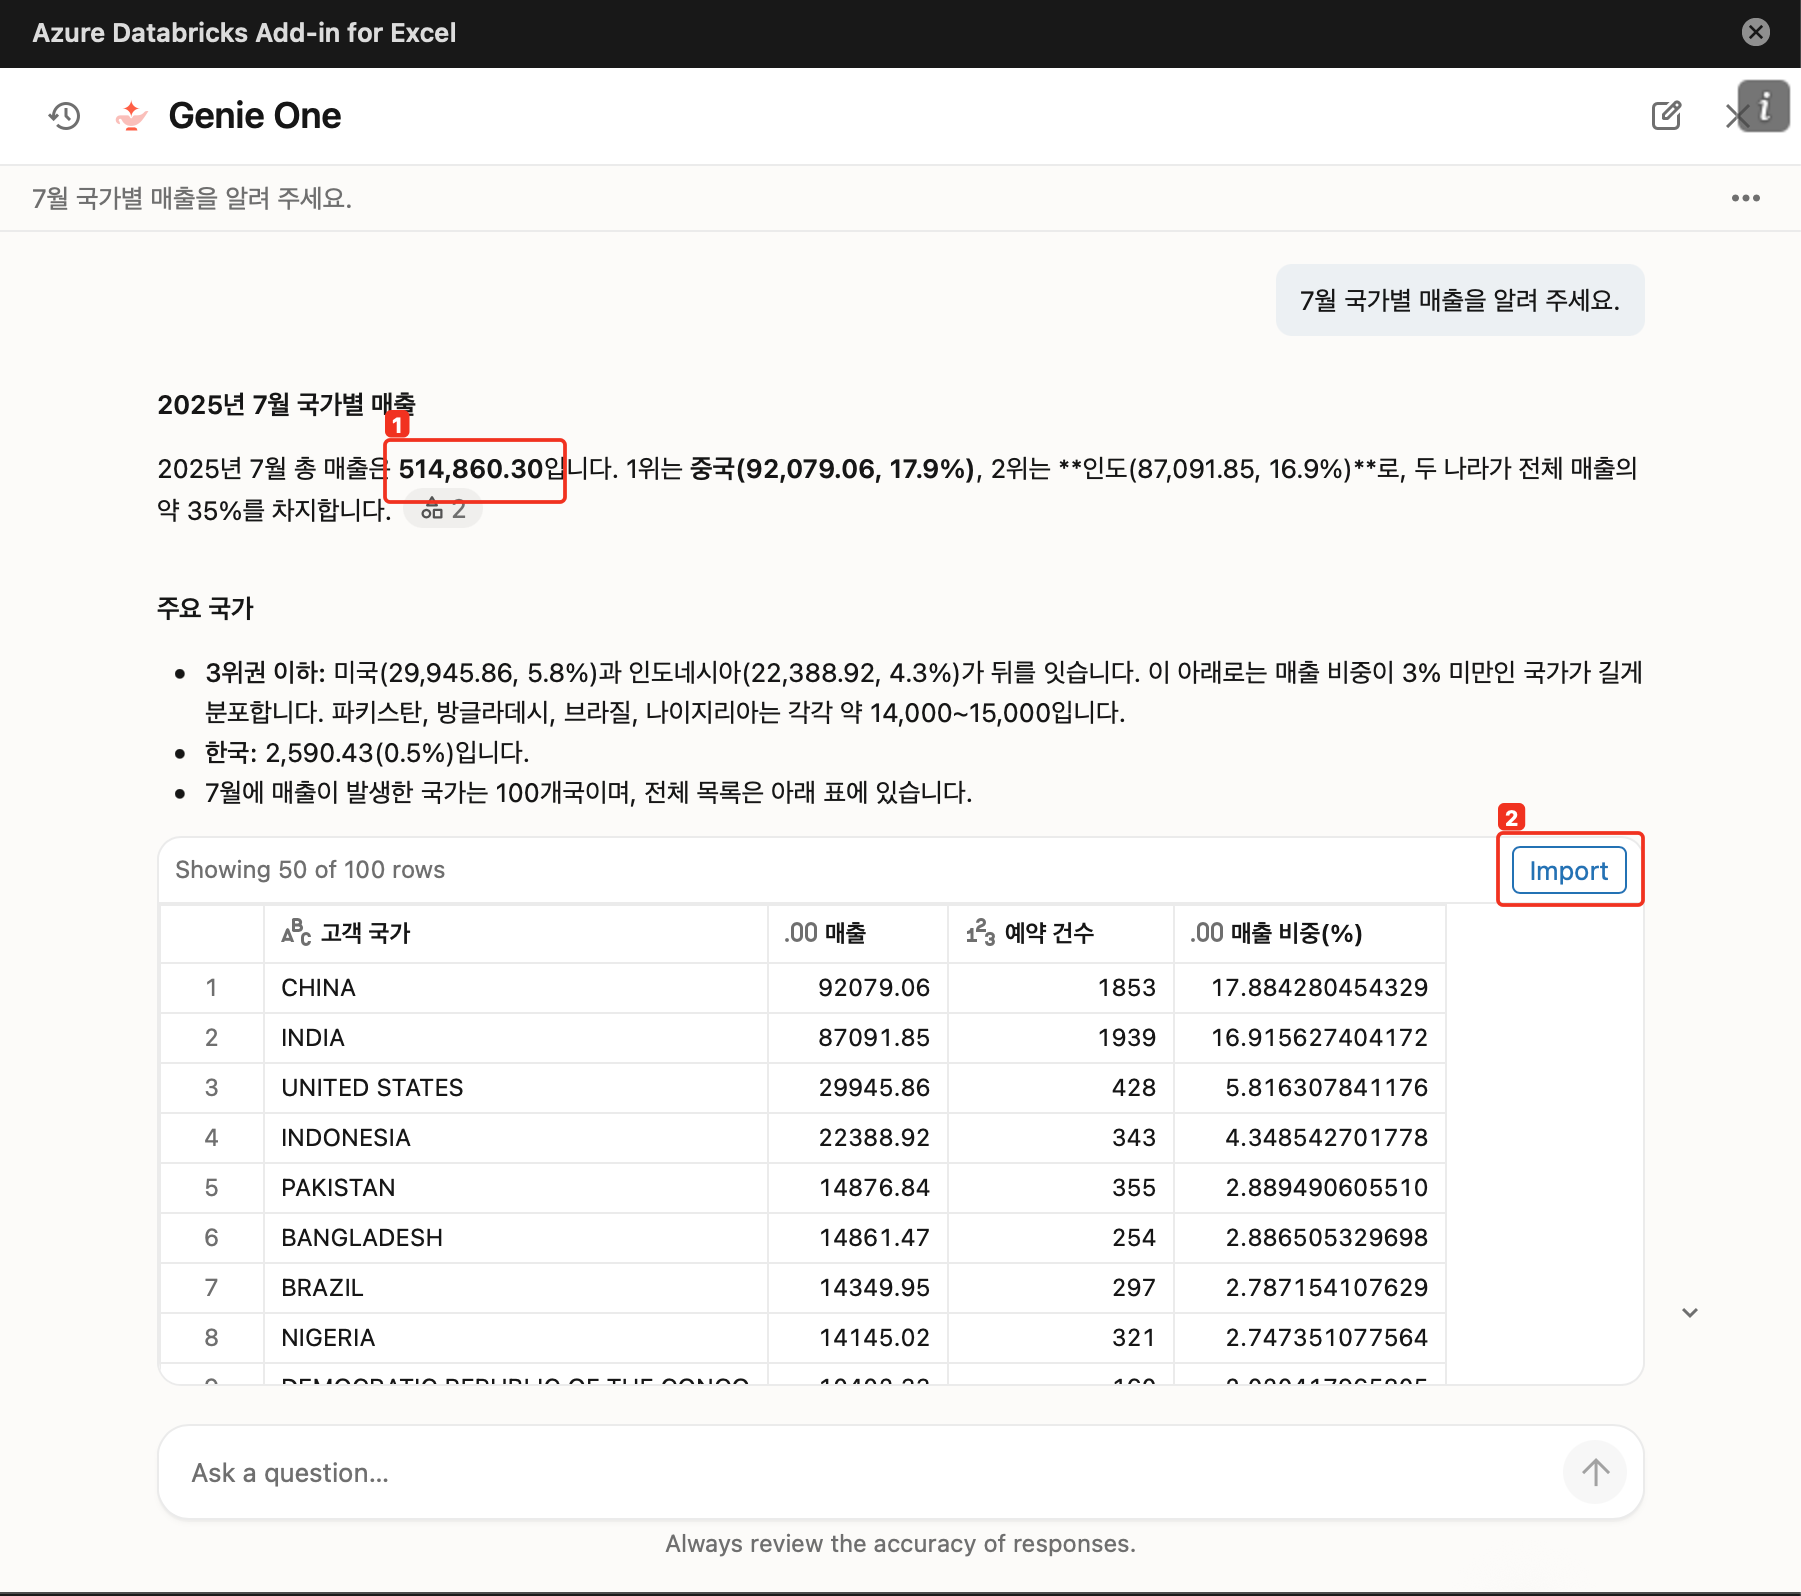 Azure Databricks Add-in for Excel
Genie One
i
7월 국가별 매출을 알려 주세요.
7월 국가별 매출을 알려 주세요.
2025년 7월 국가별 매출
1
2025년 7월 총 매출은 514,860.30입니다. 1위는 중국(92,079.06, 17.9%), 2위는 **인도(87,091.85, 16.9%)**로, 두 나라가 전체 매출의
약 35%를 차지합니다. 2
주요 국가
• 3위권 이하: 미국(29,945.86, 5.8%)과 인도네시아(22,388.92, 4.3%)가 뒤를 잇습니다. 이 아래로는 매출 비중이 3% 미만인 국가가 길게
분포합니다. 파키스탄, 방글라데시, 브라질, 나이지리아는 각각 약 14,000~15,000입니다.
• 한국: 2,590.43(0.5%)입니다.
• 7월에 매출이 발생한 국가는 100개국이며, 전체 목록은 아래 표에 있습니다.
2
Showing 50 of 100 rows Import
ABC 고객 국가 .00 매출 123 예약 건수 .00 매출 비중(%)
1 CHINA 92079.06 1853 17.884280454329
2 INDIA 87091.85 1939 16.915627404172
3 UNITED STATES 29945.86 428 5.816307841176
4 INDONESIA 22388.92 343 4.348542701778
5 PAKISTAN 14876.84 355 2.889490605510
6 BANGLADESH 14861.47 254 2.886505329698
7 BRAZIL 14349.95 297 2.787154107629
8 NIGERIA 14145.02 321 2.747351077564
DEMOCRATIC REPUBLIC OF THE CONGO
Ask a question...
Always review the accuracy of responses.